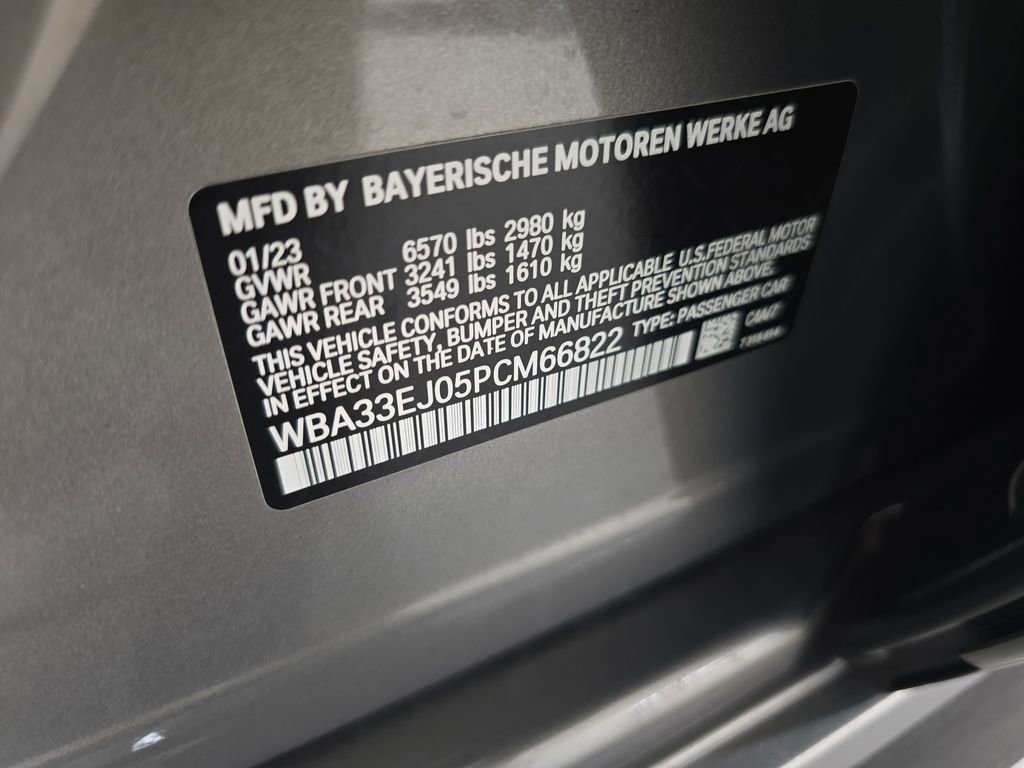 MFD BY BAYERISCHE MOTOREN WERKE AG
01/23
GVWR 6570 lbs 2980 kg
GAWR FRONT 3241 lbs 1470 kg
GAWR REAR 3549 lbs 1610 kg
THIS VEHICLE CONFORMS TO ALL APPLICABLE U.S.FEDERAL MOTOR
VEHICLE SAFETY, BUMPER AND THEFT PREVENTION STANDARDS
IN EFFECT ON THE DATE OF MANUFACTURE SHOWN ABOVE.
WBA33EJ05PCM66822 TYPE: PASSENGER CAR